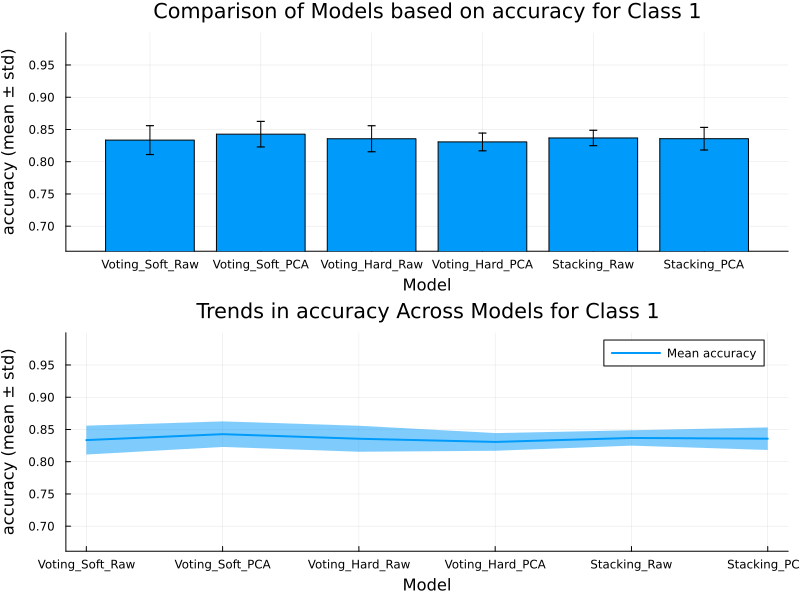 Comparison of Models based on accuracy for Class 1
accuracy (mean ± std)
0.95
0.90
0.85
0.80
0.75
0.70
Voting_Soft_Raw Voting_Soft_PCA Voting_Hard_Raw Voting_Hard_PCA Stacking_Raw Stacking_PCA
Model
Trends in accuracy Across Models for Class 1
accuracy (mean ± std)
Mean accuracy
0.95
0.90
0.85
0.80
0.75
0.70
Voting_Soft_Raw Voting_Soft_PCA Voting_Hard_Raw Voting_Hard_PCA Stacking_Raw Stacking_PC
Model